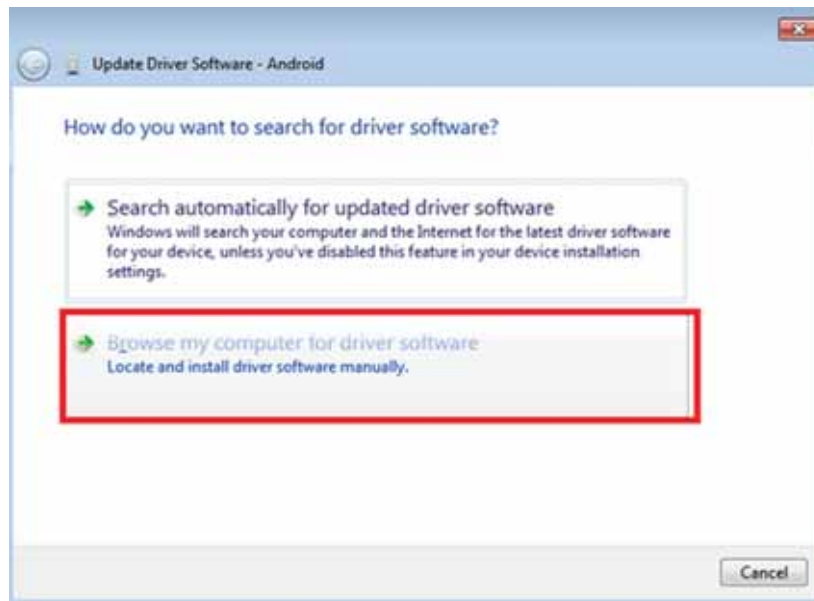 Update Driver Software - Android
How do you want to search for driver software?
Search automatically for updated driver software
Windows will search your computer and the Internet for the latest driver software
for your device, unless you've disabled this feature in your device installation
settings.
Browse my computer for driver software
Locate and install driver software manually.
Cancel